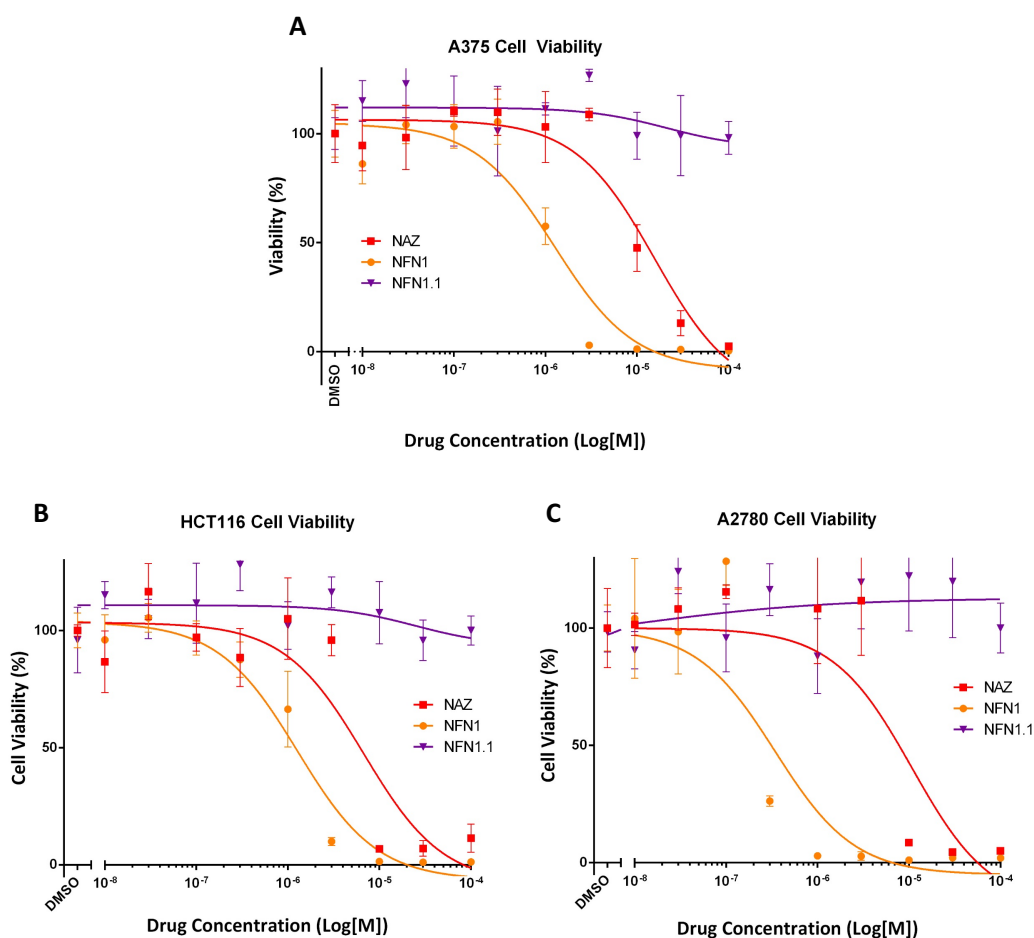 A
A375 Cell Viability
Viability (%)
100
50
0
NAZ
NFN1
NFN1.1
DMSO
10-8
10-7
10-6
10-5
10-4
Drug Concentration (Log[M])
B
HCT116 Cell Viability
Cell Viability (%)
100
50
0
NAZ
NFN1
NFN1.1
DMSO
10-8
10-7
10-6
10-5
10-4
Drug Concentration (Log[M])
C
A2780 Cell Viability
Cell Viability (%)
100
50
0
NAZ
NFN1
NFN1.1
DMSO
10-8
10-7
10-6
10-5
10-4
Drug Concentration (Log[M])